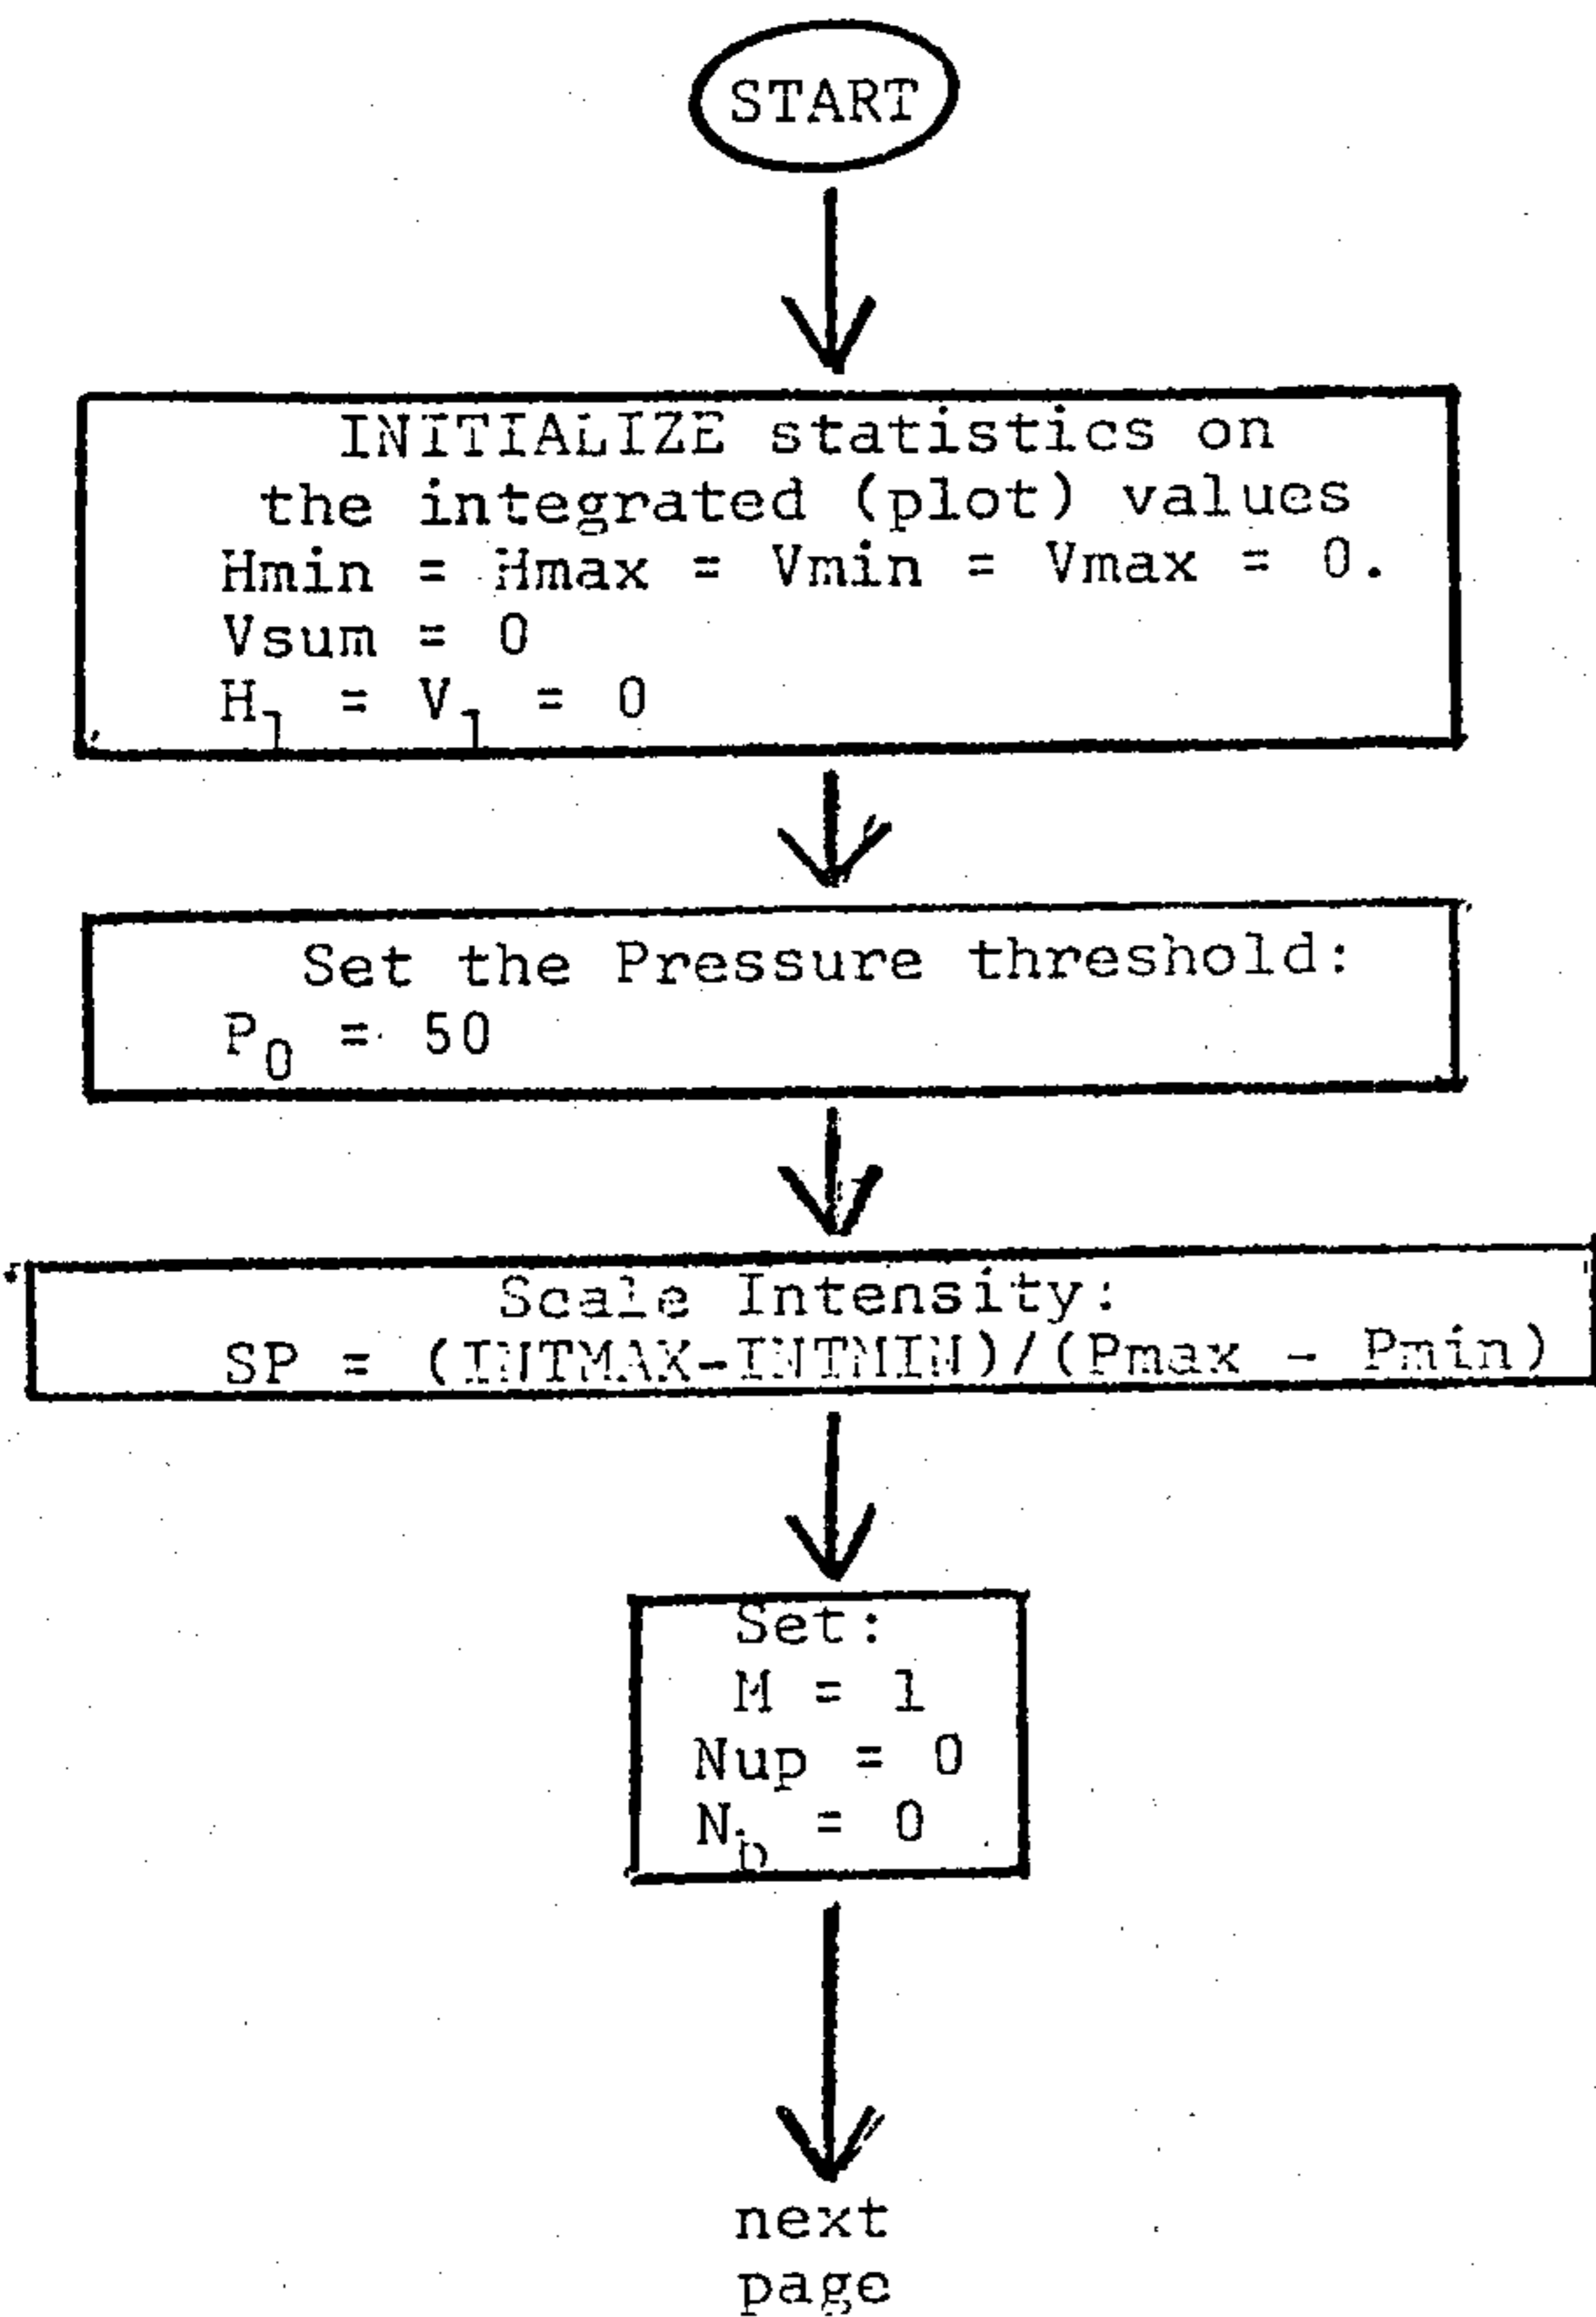 START
INITIALIZE statistics on
the integrated (plot) values
Hmin = Hmax = Vmin = Vmax = 0.
Vsum = 0
H1 = V1 = 0
Set the Pressure threshold:
P0 = 50
Scale Intensity:
SP = (INTMAX-INTMIN)/(Pmax - Pmin)
Set:
M = 1
Nup = 0
Np = 0
next
page